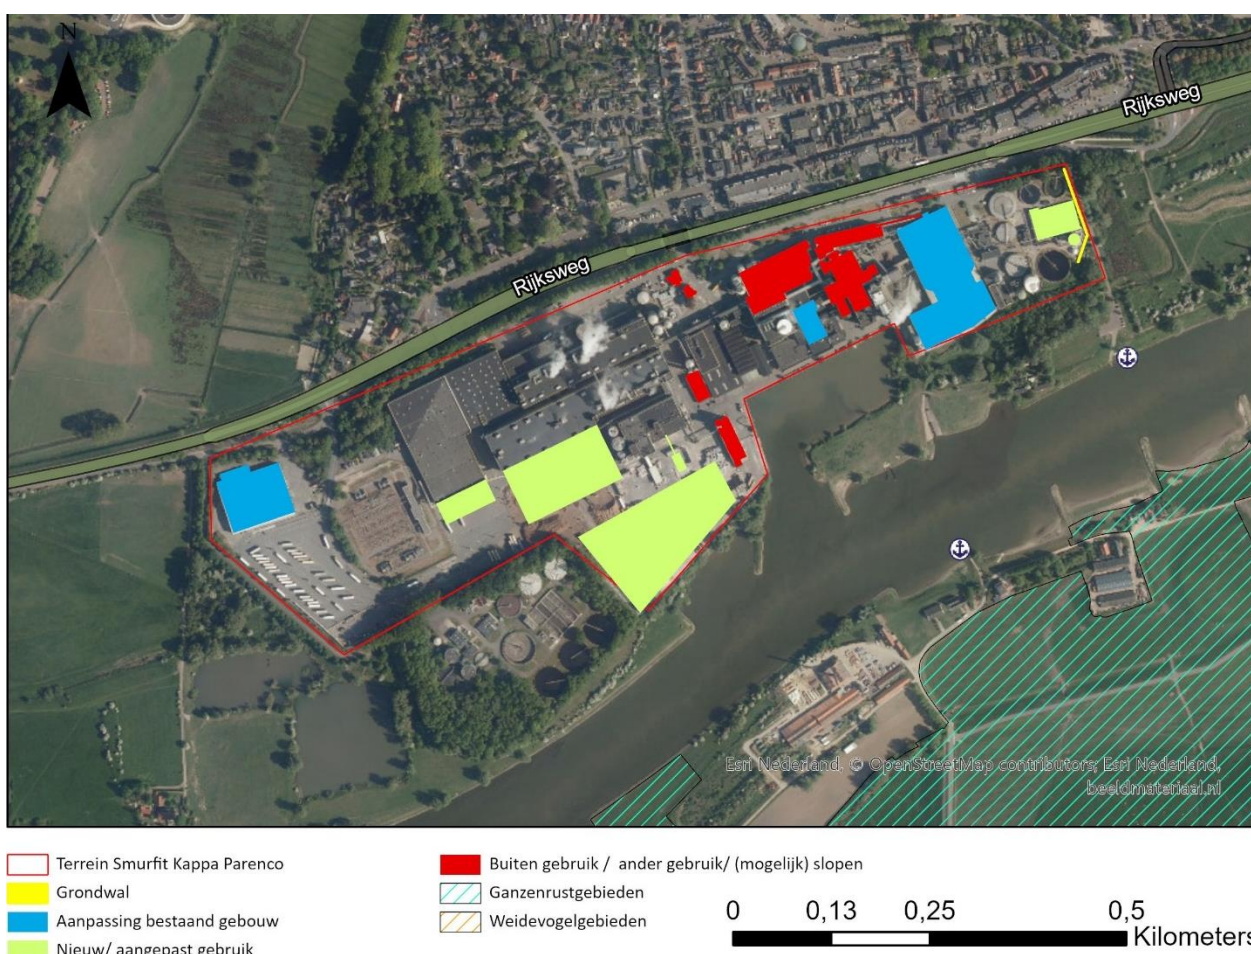 N
Rijksweg
Rijksweg
Esri Nederland, © OpenStreetMap contributors, Esri Nederland,
beeldmateriaal.nl
Terrein Smurfit Kappa Parenco
Grondwal
Aanpassing bestaand gebouw
Nieuw/ aangepast gebruik
Buiten gebruik / ander gebruik/ (mogelijk) slopen
Ganzenrustgebieden
Weidevogelgebieden
0 0,13 0,25 0,5
Kilometers